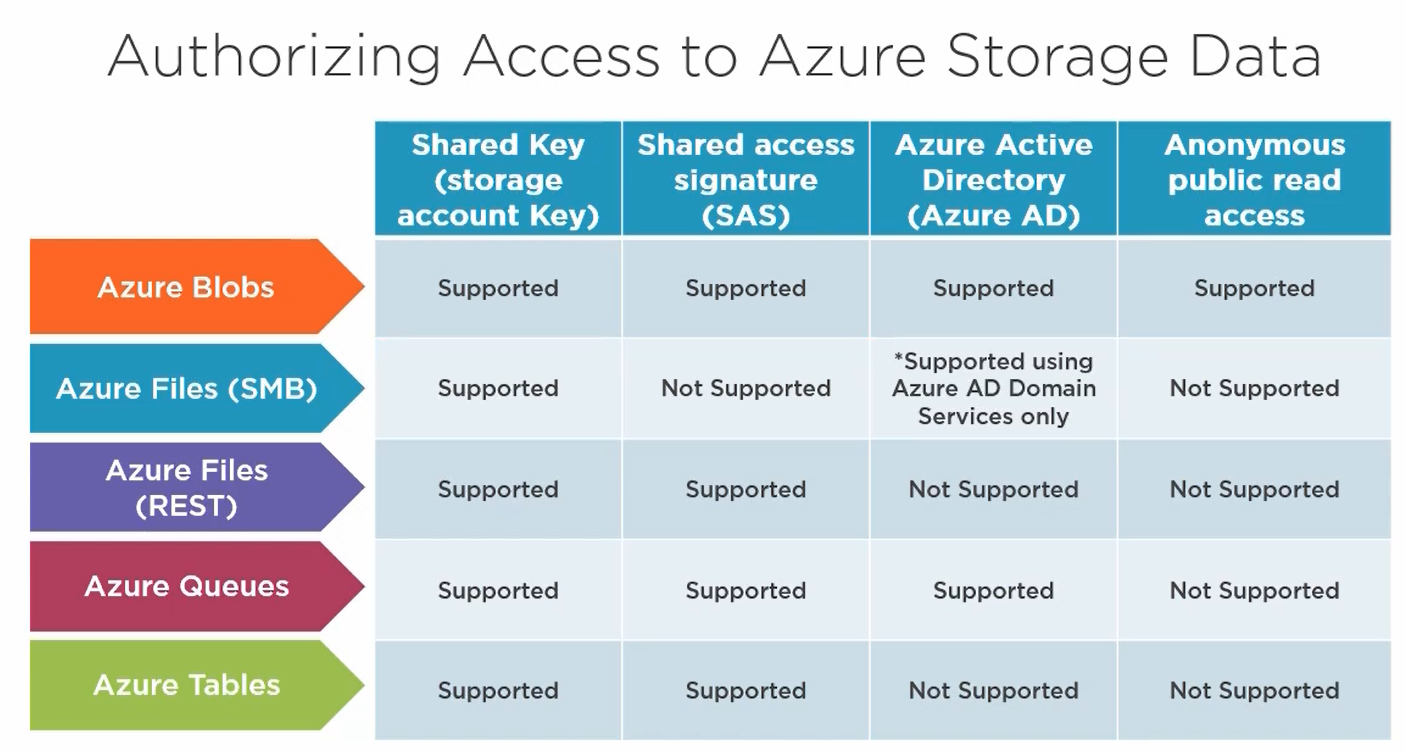 Authorizing Access to Azure Storage Data
Shared Key
(storage
account Key)
Shared access
signature
(SAS)
Azure Active
Directory
(Azure AD)
Anonymous
public read
access
Azure Blobs
Supported
Supported
Supported
Supported
Azure Files (SMB)
Supported
Not Supported
*Supported using
Azure AD Domain
Services only
Not Supported
Azure Files
(REST)
Supported
Supported
Not Supported
Not Supported
Azure Queues
Supported
Supported
Supported
Not Supported
Azure Tables
Supported
Supported
Not Supported
Not Supported